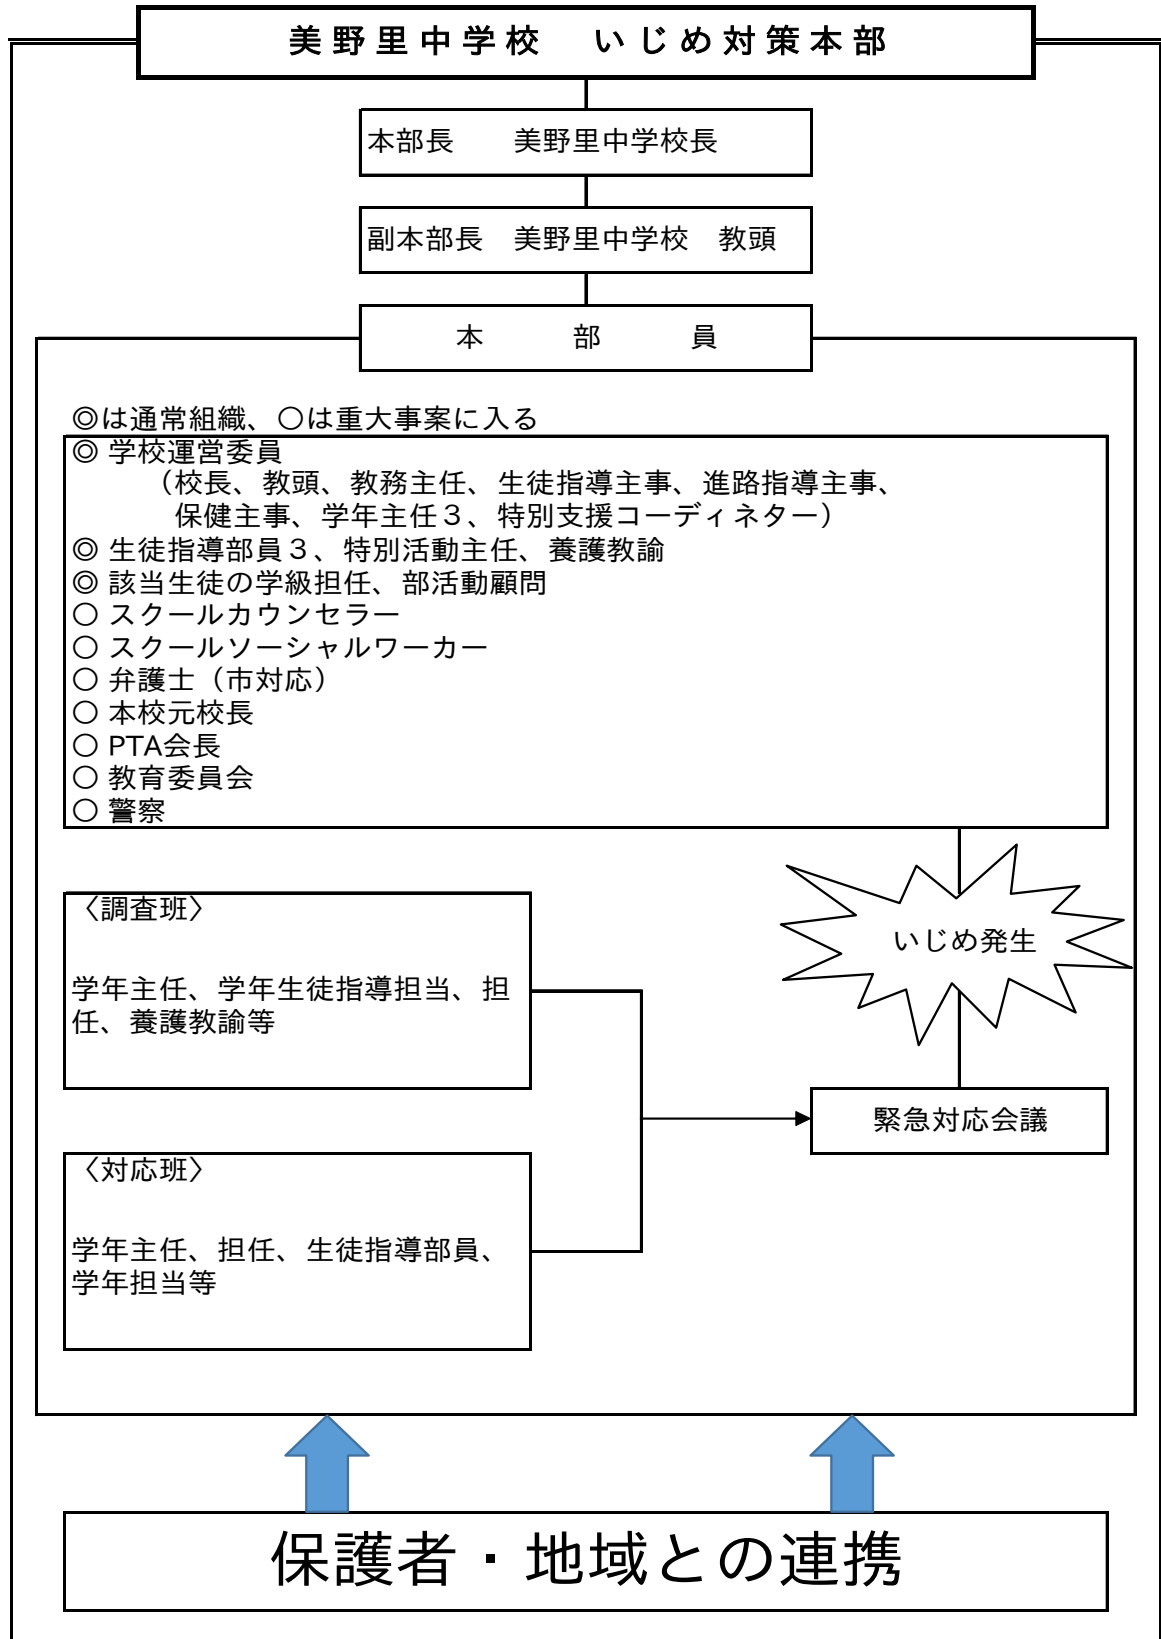 美野里中学校　いじめ対策本部
本部長　　美野里中学校長
副本部長　美野里中学校　教頭
本　　　部　　　員
◎は通常組織、〇は重大事案に入る
◎ 学校運営委員
（校長、教頭、教務主任、生徒指導主事、進路指導主事、
保健主事、学年主任３、特別支援コーディネター）
◎ 生徒指導部員３、特別活動主任、養護教諭
◎ 該当生徒の学級担任、部活動顧問
〇 スクールカウンセラー
〇 スクールソーシャルワーカー
〇 弁護士（市対応）
〇 本校元校長
〇 PTA会長
〇 教育委員会
〇 警察
いじめ発生
〈調査班〉
学年主任、学年生徒指導担当、担
任、養護教諭等
緊急対応会議
〈対応班〉
学年主任、担任、生徒指導部員、
学年担当等
保護者・地域との連携